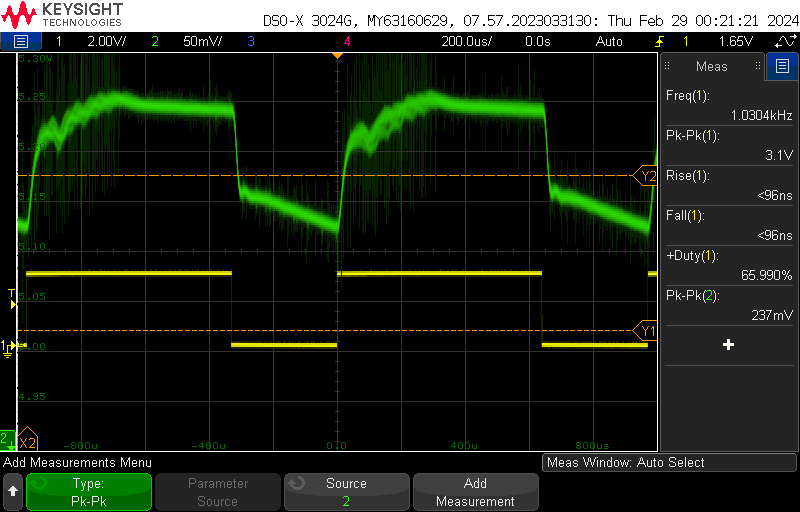 KEYSIGHT
TECHNOLOGIES
DSO-X 3024G, MY63160629, 07.57.2023033130: Thu Feb 29 00:21:21 2024
1 2.00V/ 2 50mV/ 3 4 200.0us/ 0.0s Auto 1 1.65V
5.30V
5.25
5.20
5.15
5.10
5.05
5.00
4.95
-800u -400u 0.0 400u 800us
Y2
Y1
X2
T
1
2
Meas
Freq(1):
1.0304kHz
Pk-Pk(1):
3.1V
Rise(1):
<96ns
Fall(1):
<96ns
+Duty(1):
65.990%
Pk-Pk(2):
237mV
Add Measurements Menu
Meas Window: Auto Select
Type:
Pk-Pk
Parameter
Source
Source
2
Add
Measurement